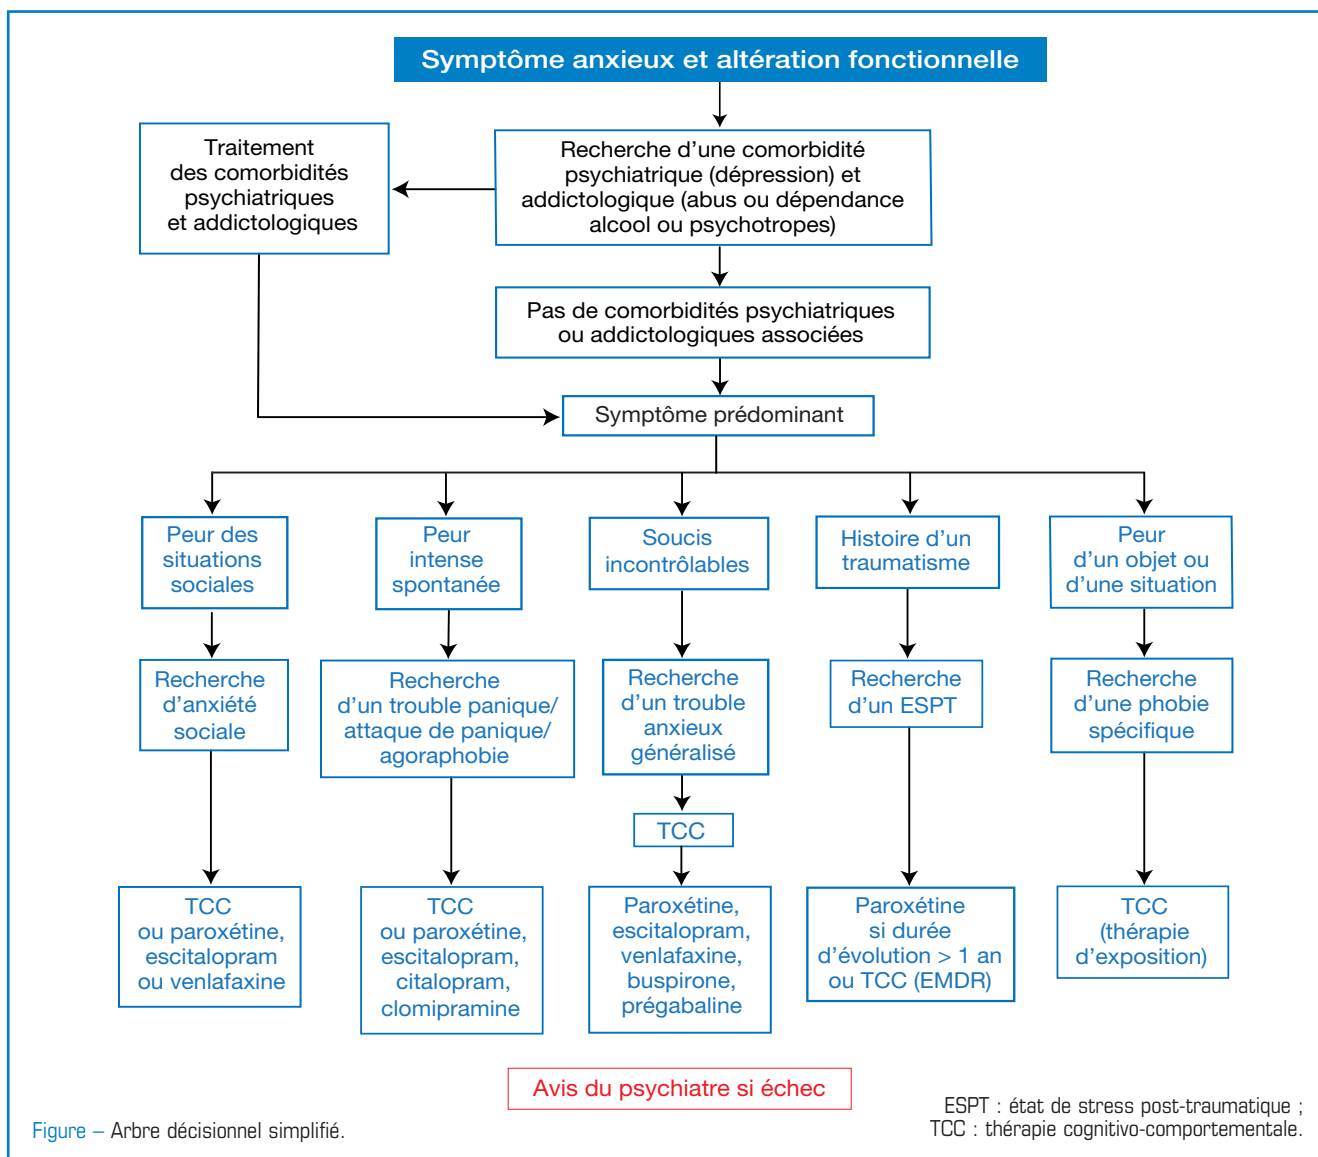 Symptôme anxieux et altération fonctionnelle
Traitement
des comorbidités
psychiatriques
et addictologiques
Recherche d’une comorbidité
psychiatrique (dépression) et
addictologique (abus ou dépendance
alcool ou psychotropes)
Pas de comorbidités psychiatriques
ou addictologiques associées
Symptôme prédominant
Peur des
situations
sociales
Peur
intense
spontanée
Soucis
incontrôlables
Histoire d’un
traumatisme
Peur
d’un objet ou
d’une situation
Recherche
d’anxiété
sociale
Recherche
d’un trouble panique/
attaque de panique/
agoraphobie
Recherche
d’un trouble
anxieux
généralisé
Recherche
d’un ESPT
Recherche
d’une phobie
spécifique
TCC
TCC
ou paroxétine,
escitalopram
ou venlafaxine
TCC
ou paroxétine,
escitalopram,
citalopram,
clomipramine
Paroxétine,
escitalopram,
venlafaxine,
buspirone,
prégabaline
Paroxétine
si durée
d’évolution > 1 an
ou TCC (EMDR)
TCC
(thérapie
d’exposition)
Avis du psychiatre si échec
Figure – Arbre décisionnel simplifié.
ESPT : état de stress post-traumatique ;
TCC : thérapie cognitivo-comportementale.